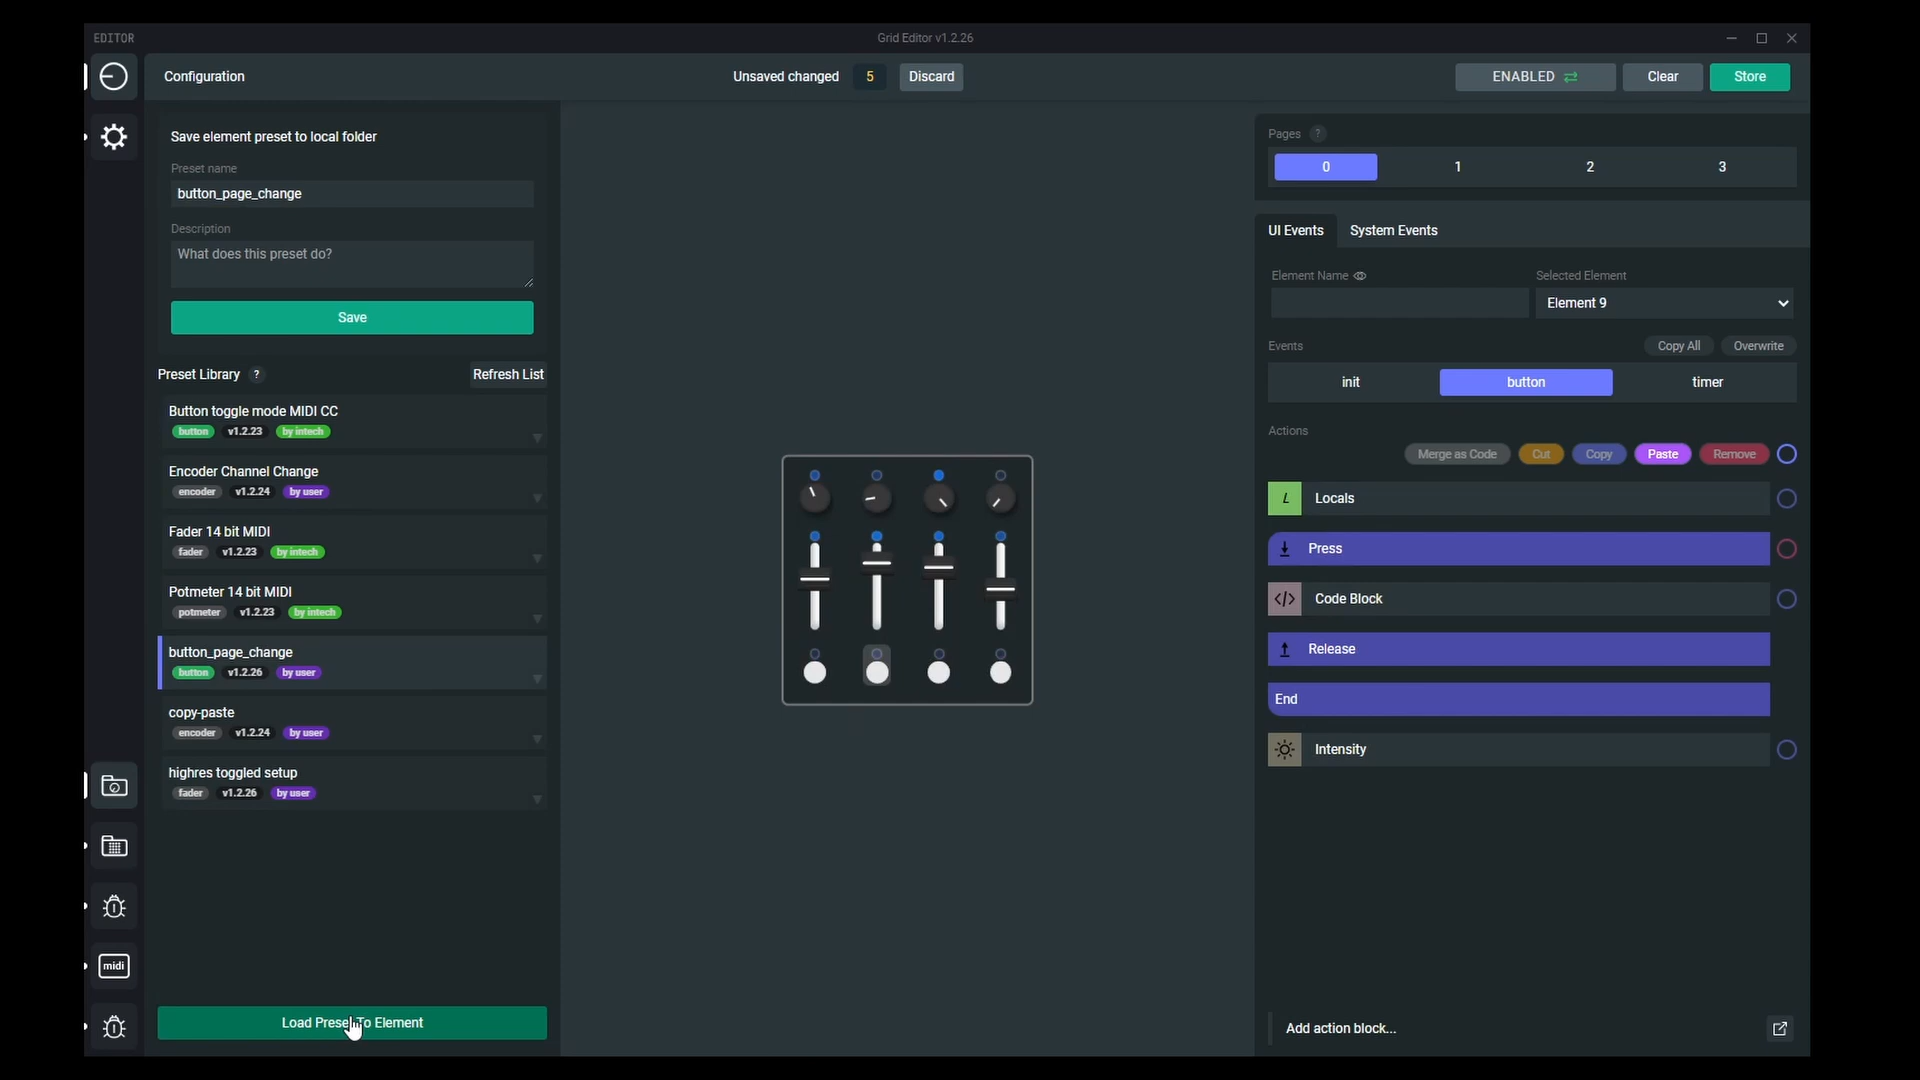 EDITOR
Grid Editor v1.2.26
Configuration
Unsaved changed 5 Discard
ENABLED Clear Store
Save element preset to local folder
Preset name
button_page_change
Description
What does this preset do?
Save
Preset Library ? Refresh List
Button toggle mode MIDI CC
button v1.2.23 by intech
Encoder Channel Change
encoder v1.2.24 by user
Fader 14 bit MIDI
fader v1.2.23 by intech
Potmeter 14 bit MIDI
potmeter v1.2.23 by intech
button_page_change
button v1.2.26 by user
copy-paste
encoder v1.2.24 by user
highres toggled setup
fader v1.2.26 by user
midi
Load Preset To Element
Pages ?
0 1 2 3
UI Events System Events
Element Name Selected Element
Element 9
Events Copy All Overwrite
init button timer
Actions
Merge as Code Cut Copy Paste Remove
L Locals
Press
</> Code Block
Release
End
Intensity
Add action block...